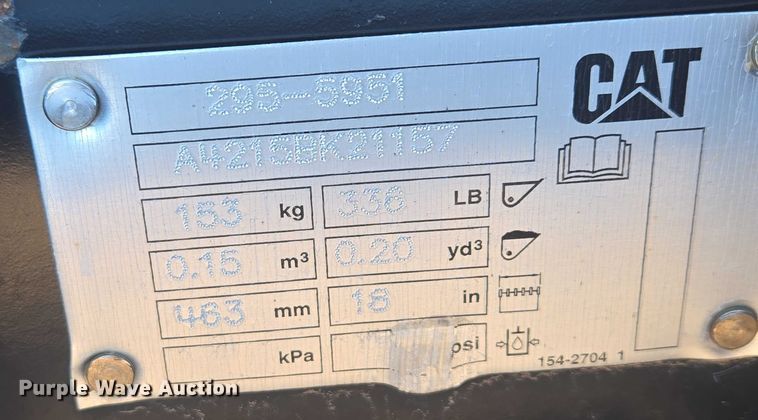 CAT
295-5951
A4215BK21157
153 kg 336 LB
0.15 m³ 0.20 yd³
463 mm 18 in
kPa psi
154-2704 1
Purple Wave Auction